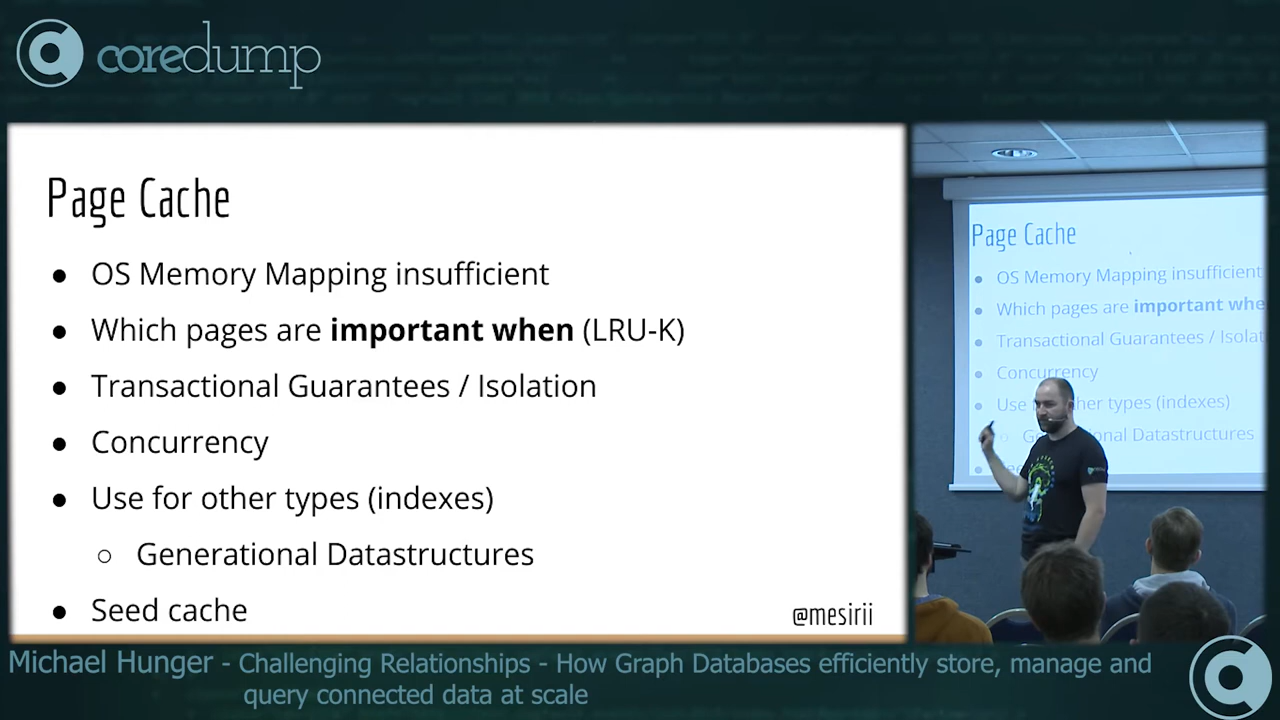 coredump
Page Cache
● OS Memory Mapping insufficient
● Which pages are important when (LRU-K)
● Transactional Guarantees / Isolation
● Concurrency
● Use for other types (indexes)
○ Generational Datastructures
● Seed cache
@mesirii
Page Cache
● OS Memory Mapping insufficient
● Which pages are important whe
● Transactional Guarantees / Isolat
● Concurrency
● Use other types (indexes)
Datastructures
Michael Hunger - Challenging Relationships - How Graph Databases efficiently store, manage and
query connected data at scale